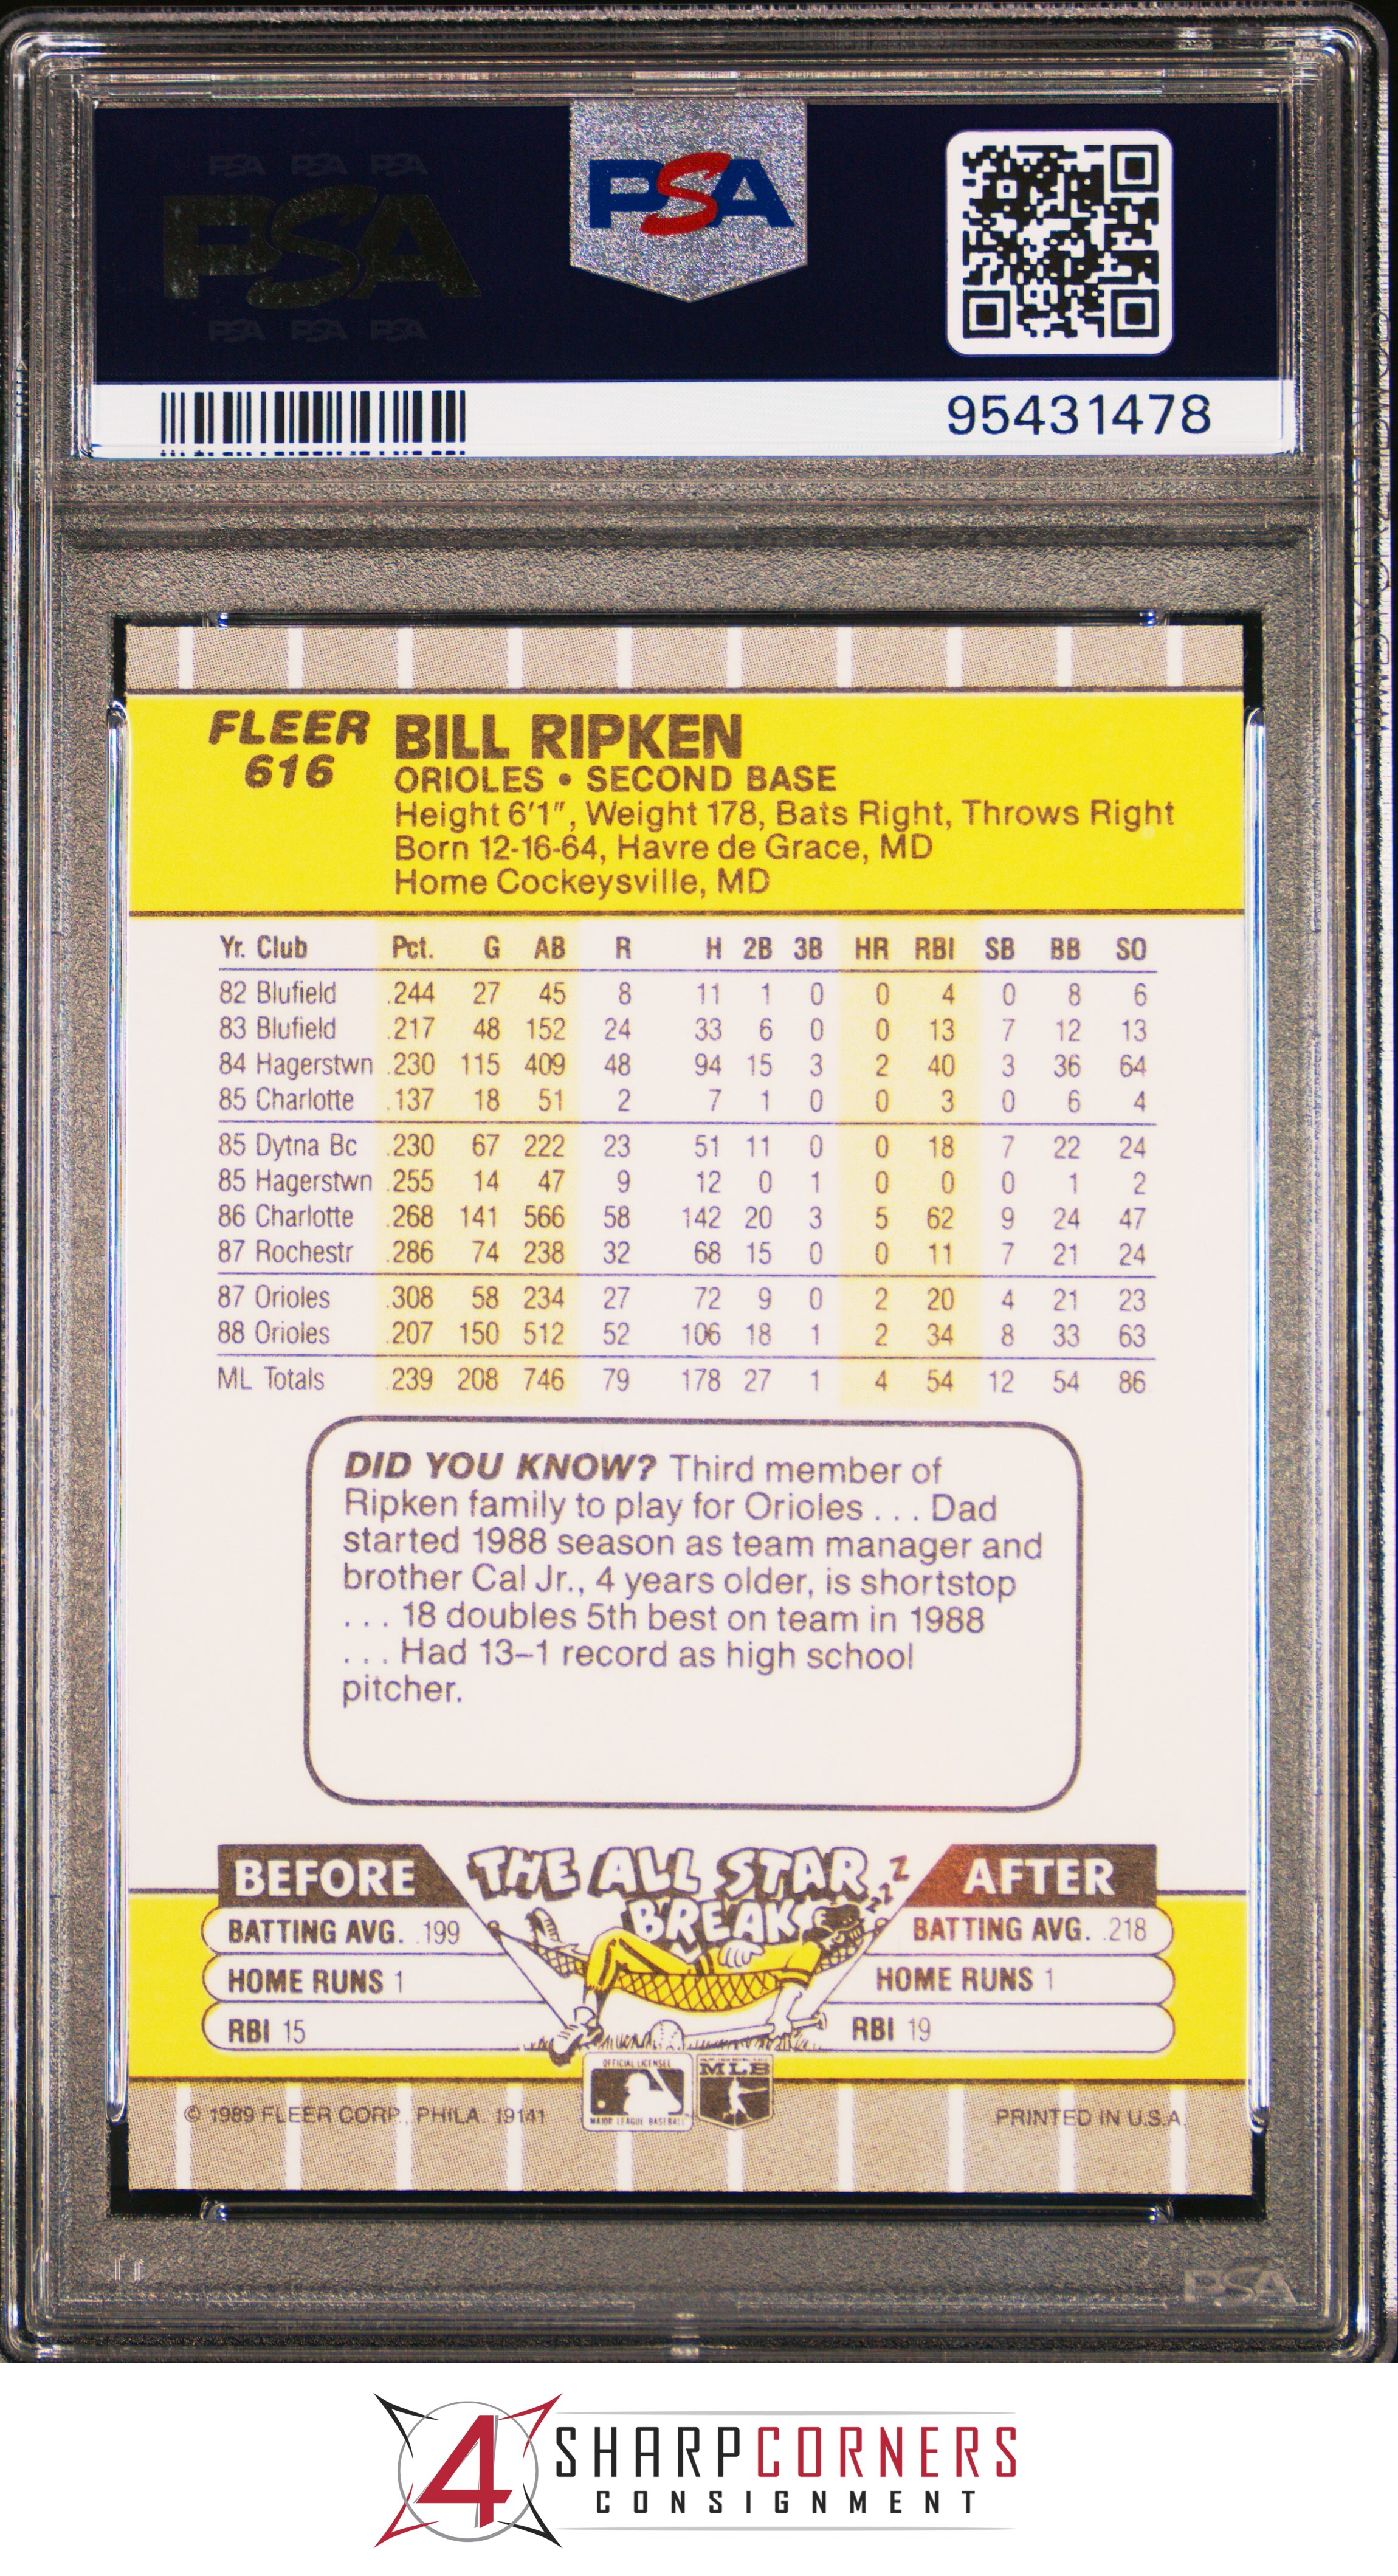 PSA PSA PSA
PSA
PSA PSA PSA
PSA
95431478
FLEER
616
BILL RIPKEN
ORIOLES • SECOND BASE
Height 6'1", Weight 178, Bats Right, Throws Right
Born 12-16-64, Havre de Grace, MD
Home Cockeysville, MD
Yr. Club Pct. G AB R H 2B 3B HR RBI SB BB SO
82 Blufield .244 27 45 8 11 1 0 0 4 0 8 6
83 Blufield .217 48 152 24 33 6 0 0 13 7 12 13
84 Hagerstwn .230 115 409 48 94 15 3 2 40 3 36 64
85 Charlotte .137 18 51 2 7 1 0 0 3 0 6 4
85 Dytna Bc .230 67 222 23 51 11 0 0 18 7 22 24
85 Hagerstwn .255 14 47 9 12 0 1 0 0 0 1 2
86 Charlotte .268 141 566 58 142 20 3 5 62 9 24 47
87 Rochestr .286 74 238 32 68 15 0 0 11 7 21 24
87 Orioles .308 58 234 27 72 9 0 2 20 4 21 23
88 Orioles .207 150 512 52 106 18 1 2 34 8 33 63
ML Totals .239 208 746 79 178 27 1 4 54 12 54 86
DID YOU KNOW? Third member of
Ripken family to play for Orioles . . . Dad
started 1988 season as team manager and
brother Cal Jr., 4 years older, is shortstop
. . . 18 doubles 5th best on team in 1988
. . . Had 13–1 record as high school
pitcher.
BEFORE
BATTING AVG. .199
HOME RUNS 1
RBI 15
THE ALL STAR
BREAK
Z Z Z
AFTER
BATTING AVG. .218
HOME RUNS 1
RBI 19
OFFICIAL LICENSEE
MAJOR LEAGUE BASEBALL
MLB
© 1989 FLEER CORP., PHILA. 19141
PRINTED IN U.S.A.
PSA
4
SHARPCORNERS
CONSIGNMENT